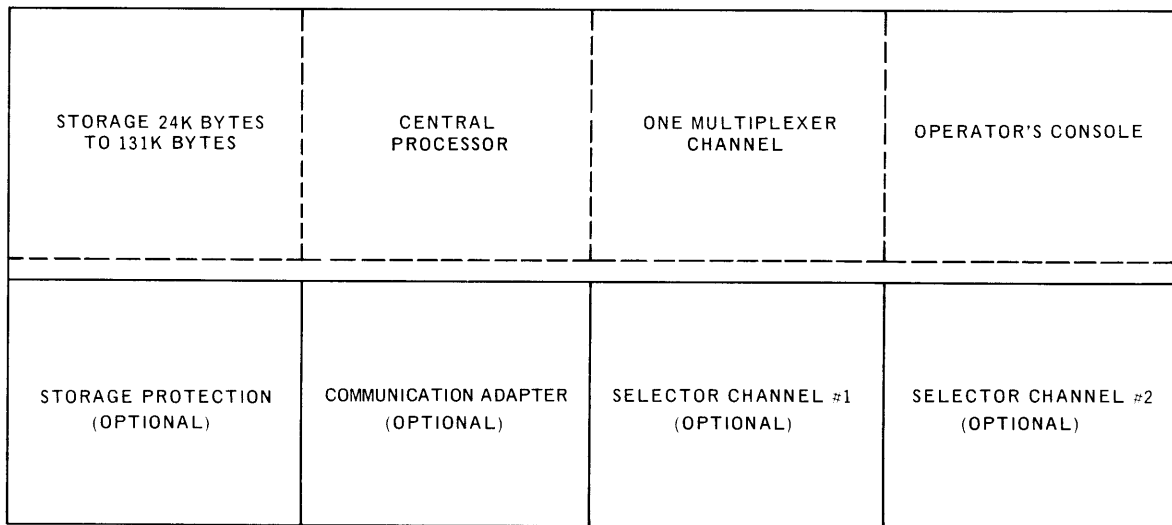 STORAGE 24K BYTES
TO 131K BYTES
CENTRAL
PROCESSOR
ONE MULTIPLEXER
CHANNEL
OPERATOR'S CONSOLE
STORAGE PROTECTION
(OPTIONAL)
COMMUNICATION ADAPTER
(OPTIONAL)
SELECTOR CHANNEL #1
(OPTIONAL)
SELECTOR CHANNEL #2
(OPTIONAL)